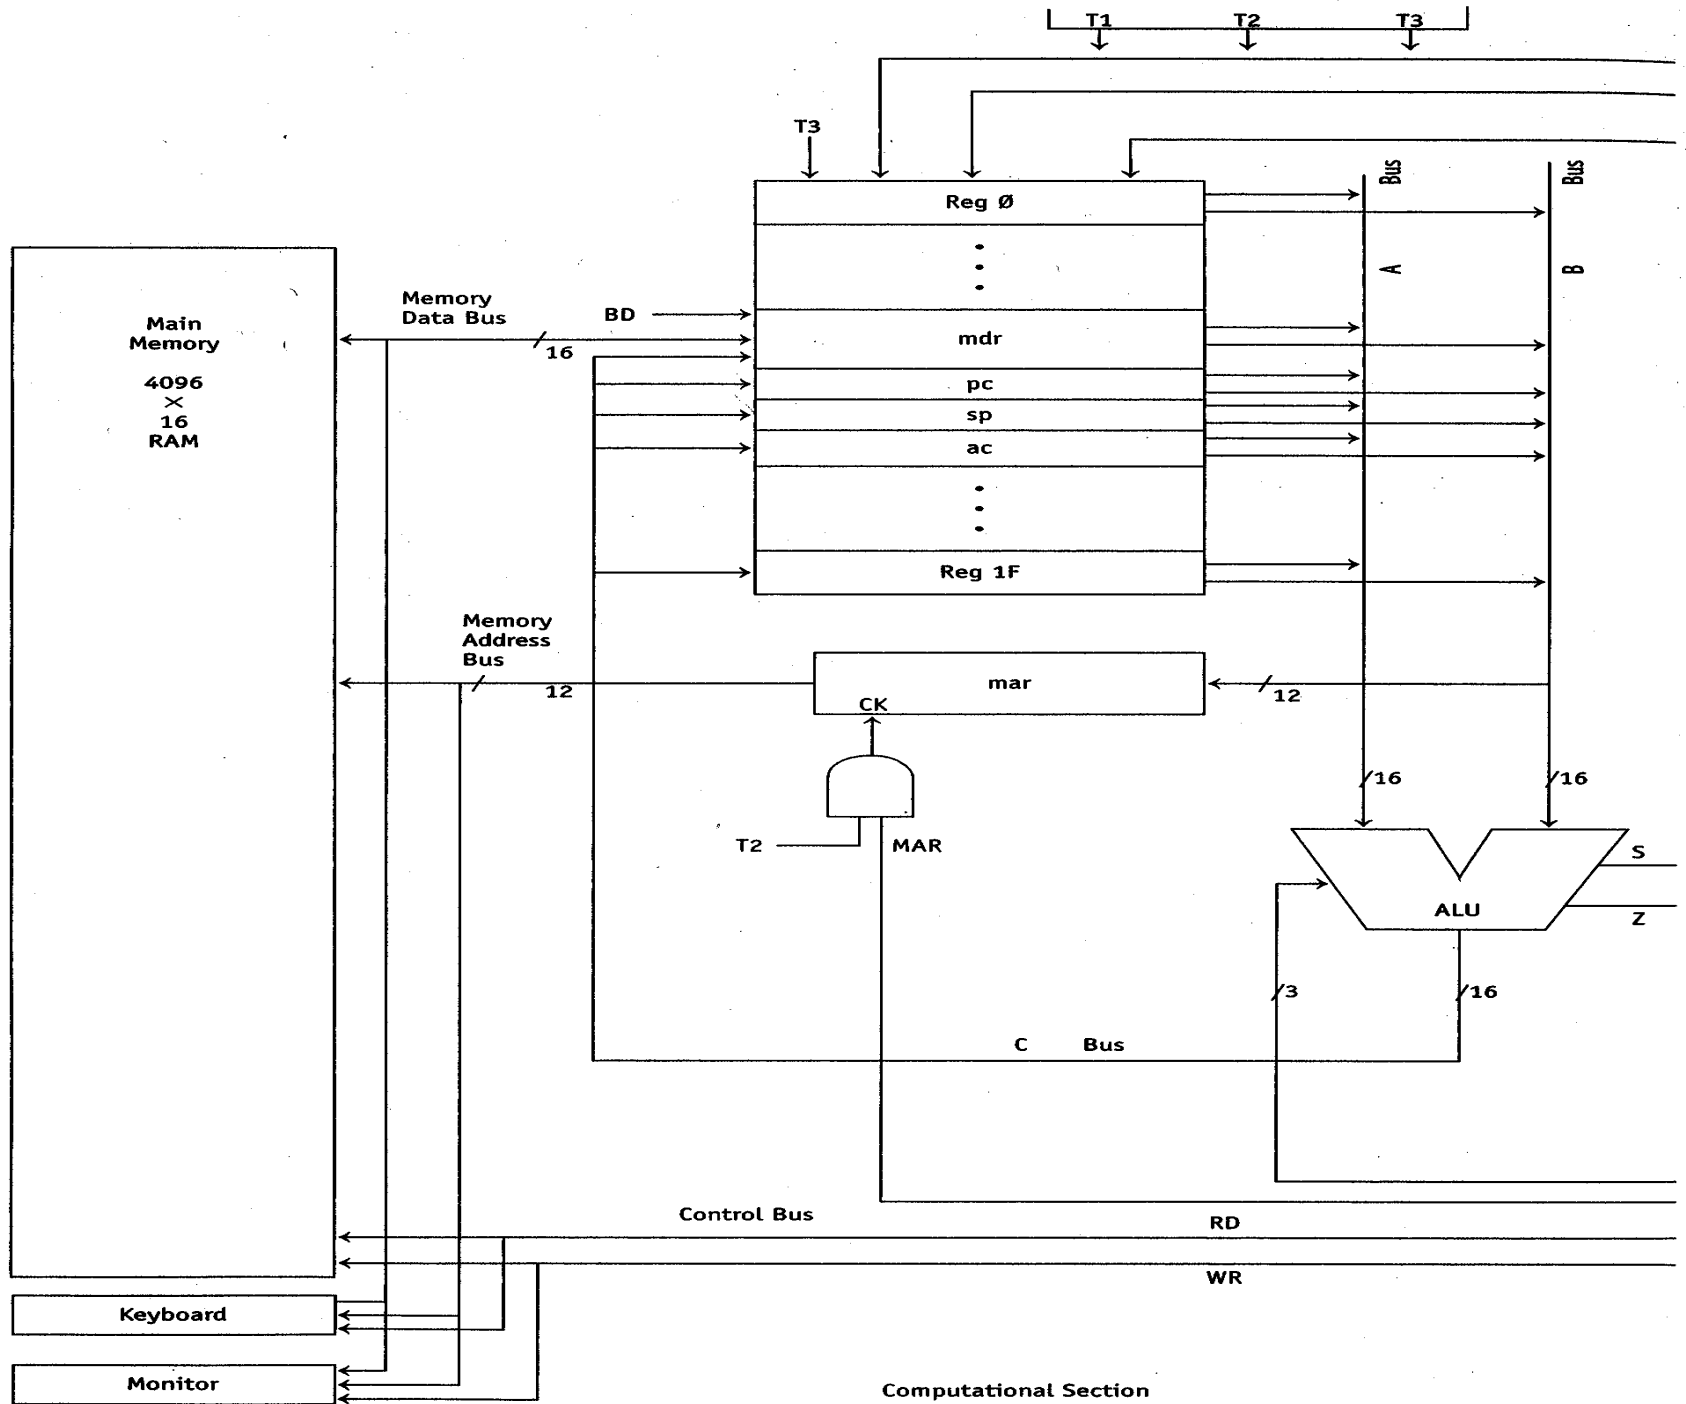 T1 T2 T3
T3
Bus Bus
Reg Ø
A B
Memory
Data Bus
BD
16
Main
Memory
4096
×
16
RAM
mdr
pc
sp
ac
Reg 1F
Memory
Address
Bus
12
mar
12
CK
16 16
T2 MAR
S
ALU
Z
3 16
C Bus
Control Bus
RD
WR
Keyboard
Monitor
Computational Section